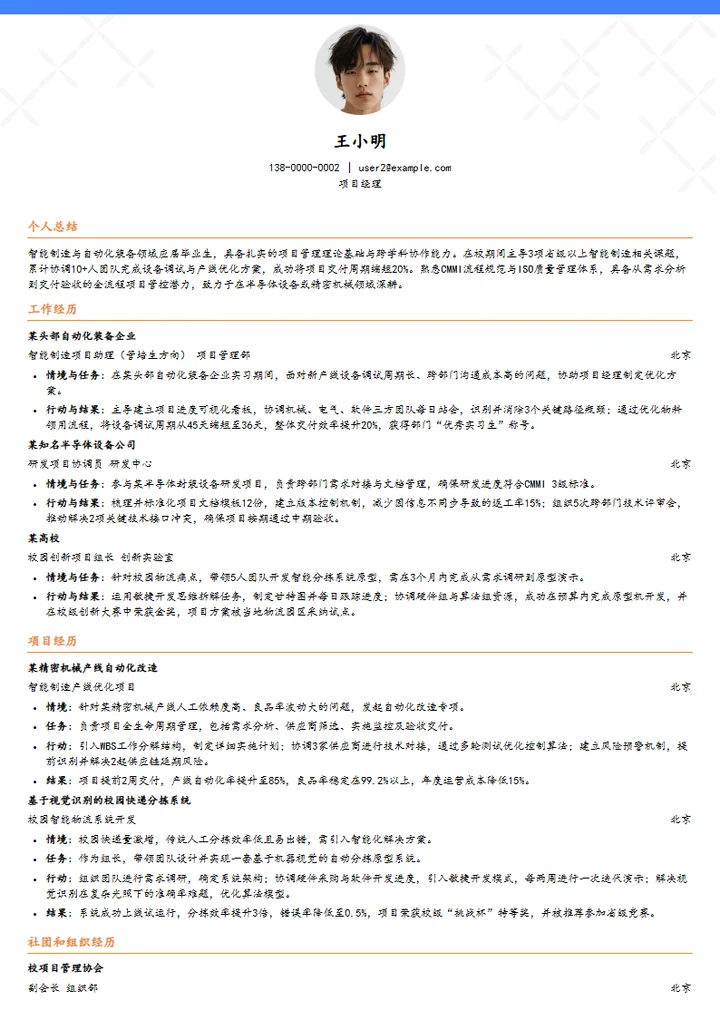 王小明
138-0000-0002 | user2@example.com
项目经理
个人总结
智能制造与自动化装备领域应届毕业生，具备扎实的项目管理理论基础与跨学科协作能力。在校期间主导3项省级以上智能制造相关课题，
累计协调10+人团队完成设备调试与产线优化方案，成功将项目交付周期缩短20%。熟悉CMMI流程规范与ISO质量管理体系，具备从需求分析
到交付验收的全流程项目管控潜力，致力于在半导体设备或精密机械领域深耕。
工作经历
某头部自动化装备企业
智能制造项目助理（管培生方向） 项目管理部 北京
• 情境与任务：在某头部自动化装备企业实习期间，面对新产线设备调试周期长、跨部门沟通成本高的问题，协助项目经理制定优化方
案。
• 行动与结果：主导建立项目进度可视化看板，协调机械、电气、软件三方团队每日站会，识别并消除3个关键路径瓶颈；通过优化物料
领用流程，将设备调试周期从45天缩短至36天，整体交付效率提升20%，获得部门“优秀实习生”称号。
某知名半导体设备公司
研发项目协调员 研发中心 北京
• 情境与任务：参与某半导体封装设备研发项目，负责跨部门需求对接与文档管理，确保研发进度符合CMMI 3级标准。
• 行动与结果：梳理并标准化项目文档模板12份，建立版本控制机制，减少因信息不同步导致的返工率15%；组织5次跨部门技术评审会，
推动解决2项关键技术接口冲突，确保项目按期通过中期验收。
某高校
校园创新项目组长 创新实验室 北京
• 情境与任务：针对校园物流痛点，带领5人团队开发智能分拣系统原型，需在3个月内完成从需求调研到原型演示。
• 行动与结果：运用敏捷开发思维拆解任务，制定甘特图并每日跟踪进度；协调硬件组与算法组资源，成功在预算内完成原型机开发，并
在校级创新大赛中荣获金奖，项目方案被当地物流园区采纳试点。
项目经历
某精密机械产线自动化改造
智能制造产线优化项目 北京
• 情境：针对某精密机械产线人工依赖度高、良品率波动大的问题，发起自动化改造专项。
• 任务：负责项目全生命周期管理，包括需求分析、供应商筛选、实施监控及验收交付。
• 行动：引入WBS工作分解结构，制定详细实施计划；协调3家供应商进行技术对接，通过多轮测试优化控制算法；建立风险预警机制，提
前识别并解决2起供应链延期风险。
• 结果：项目提前2周交付，产线自动化率提升至85%，良品率稳定在99.2%以上，年度运营成本降低15%。
基于视觉识别的校园快递分拣系统
校园智能物流系统开发 北京
• 情境：校园快递量激增，传统人工分拣效率低且易出错，需引入智能化解决方案。
• 任务：作为组长，带领团队设计并实现一套基于机器视觉的自动分拣原型系统。
• 行动：组织团队进行需求调研，确定系统架构；协调硬件采购与软件开发进度，引入敏捷开发模式，每两周进行一次迭代演示；解决视
觉识别在复杂光照下的准确率难题，优化算法模型。
• 结果：系统成功上线试运行，分拣效率提升3倍，错误率降低至0.5%，项目荣获校级“挑战杯”特等奖，并被推荐参加省级竞赛。
社团和组织经历
校项目管理协会
副会长 组织部 北京